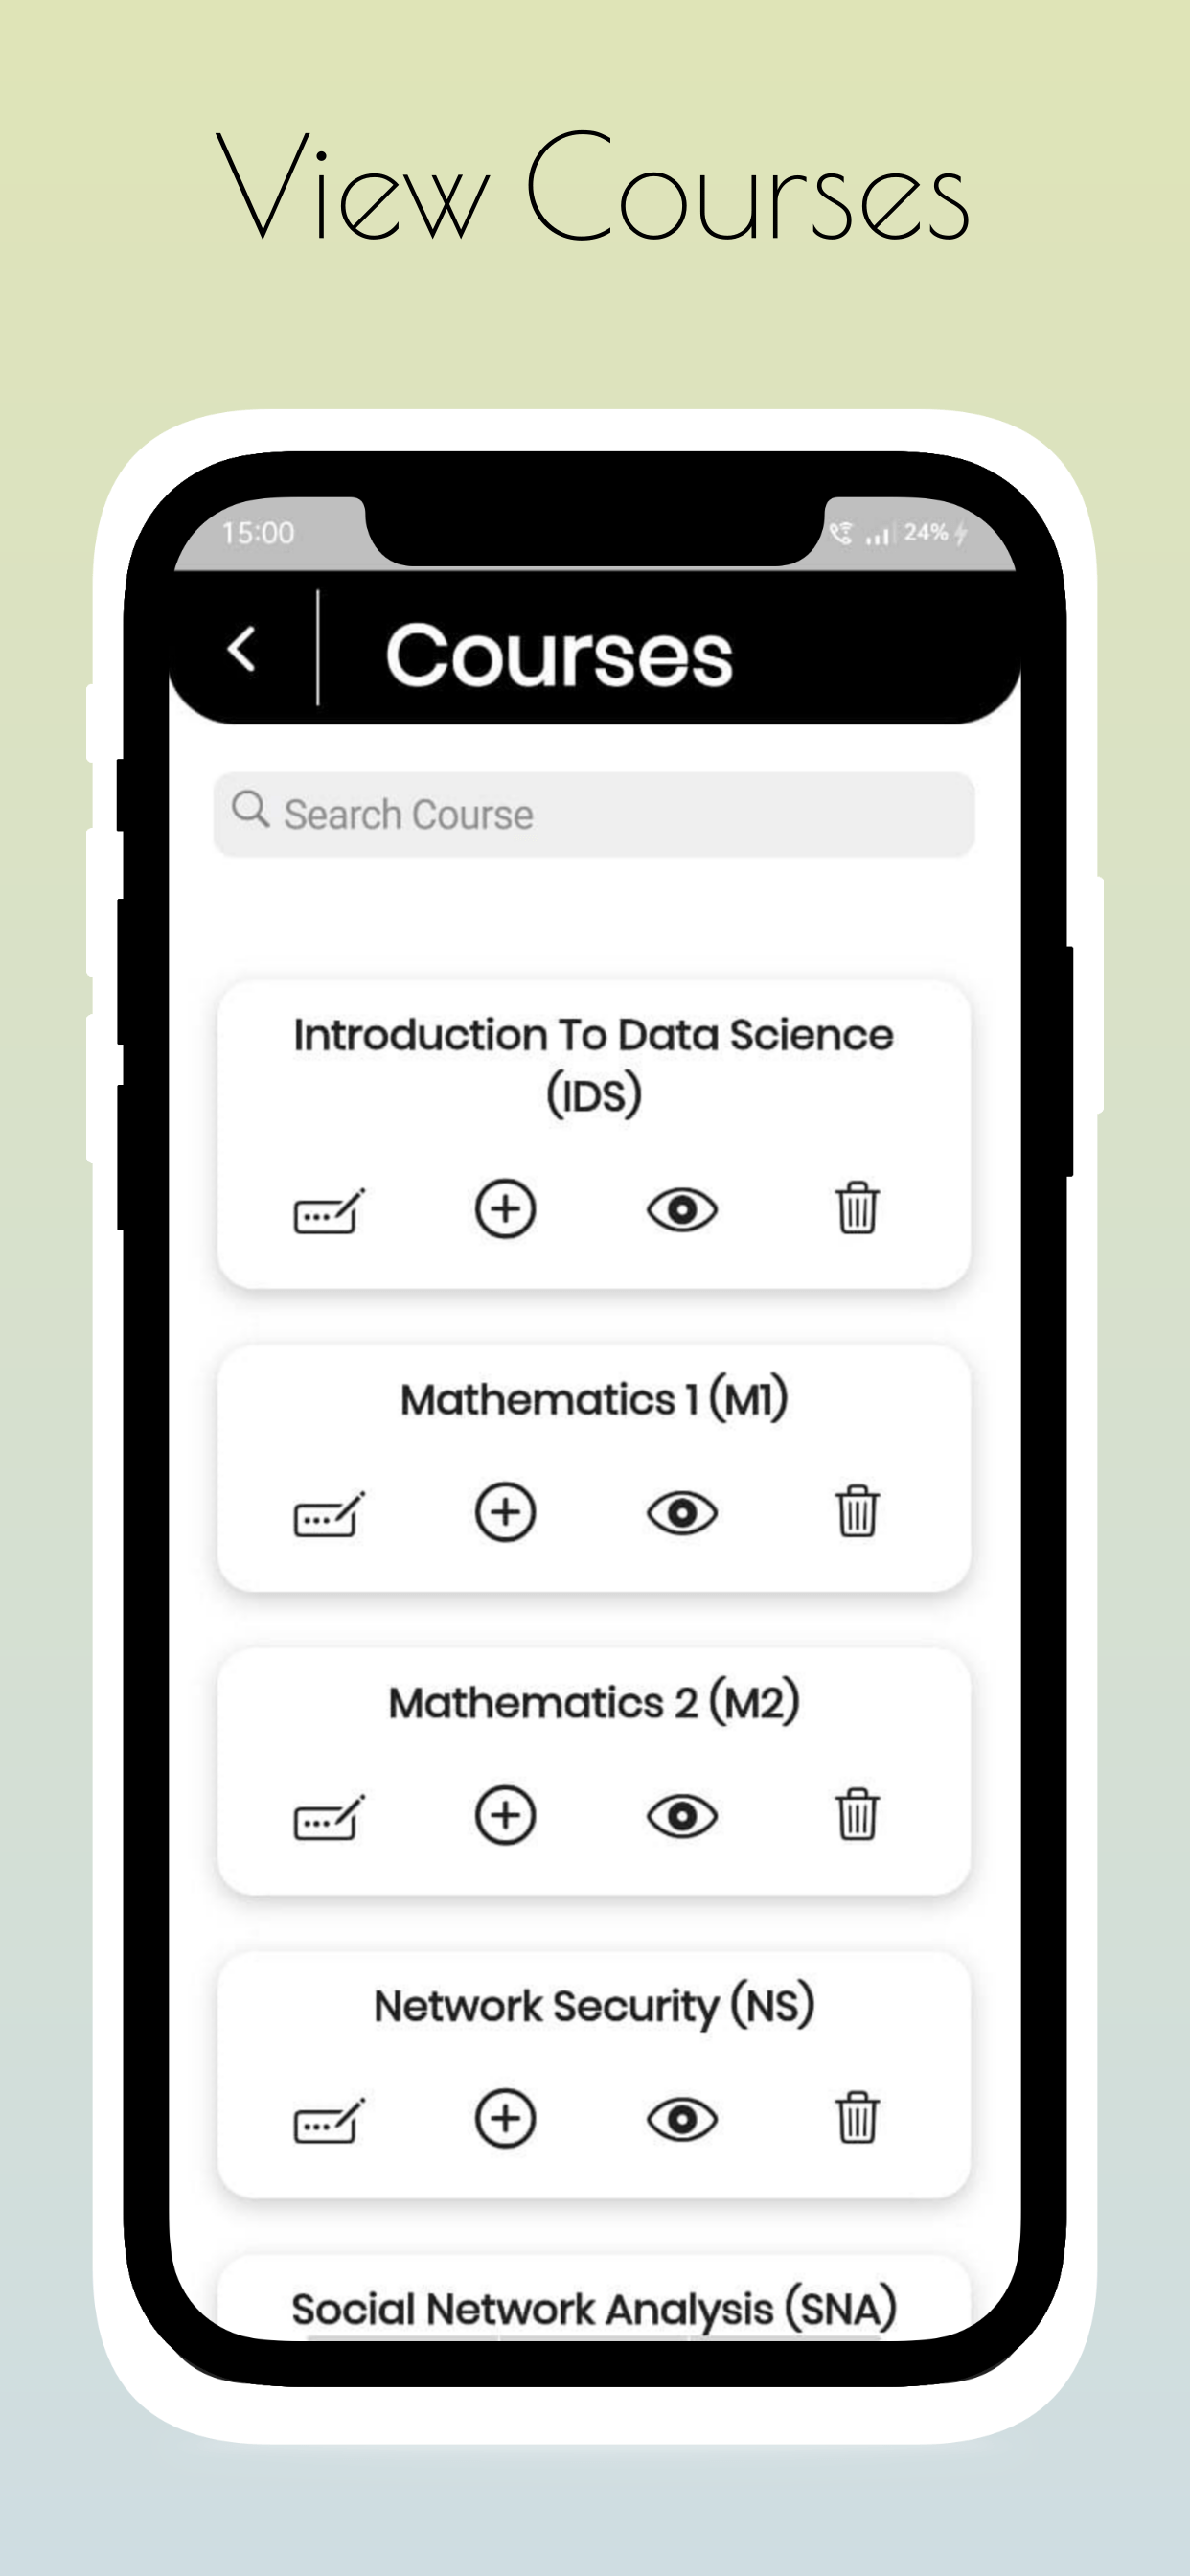 View Courses
15:00 24%
Courses
Search Course
Introduction To Data Science
(IDS)
Mathematics 1 (M1)
Mathematics 2 (M2)
Network Security (NS)
Social Network Analysis (SNA)